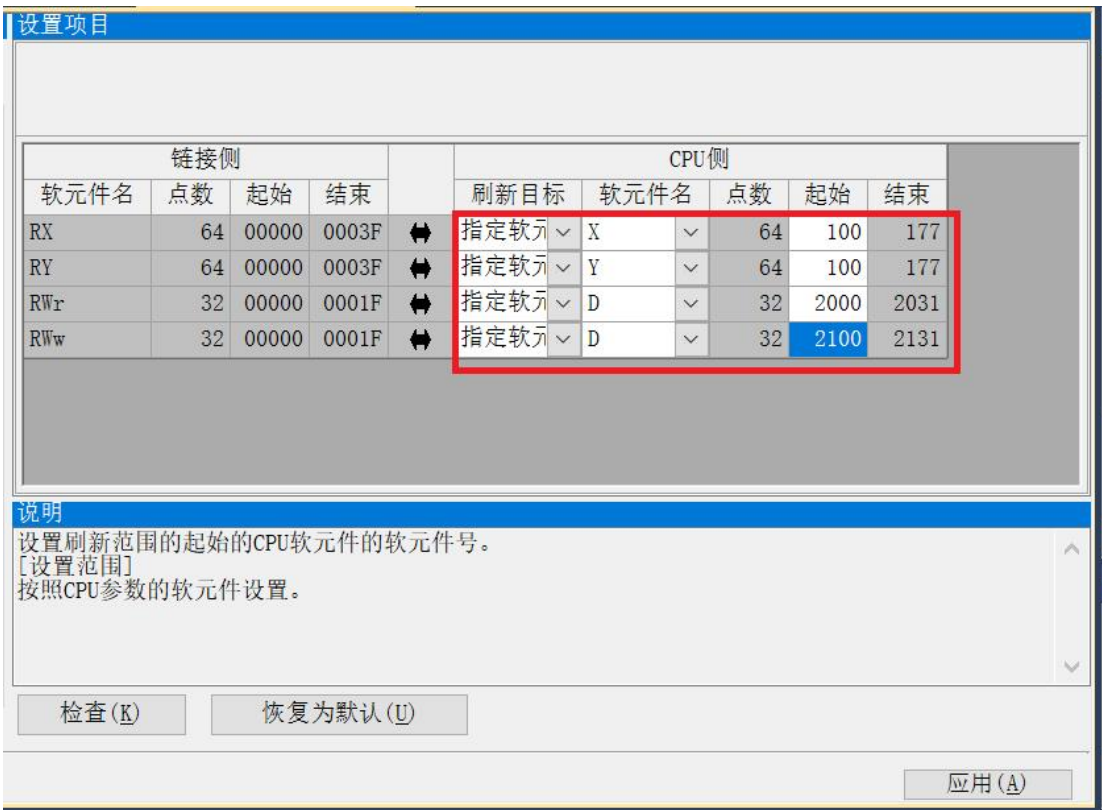 设置项目
链接侧 CPU侧
软元件名 点数 起始 结束 刷新目标 软元件名 点数 起始 结束
RX 64 00000 0003F 指定软元 X 64 100 177
RY 64 00000 0003F 指定软元 Y 64 100 177
RWr 32 00000 0001F 指定软元 D 32 2000 2031
RWw 32 00000 0001F 指定软元 D 32 2100 2131
说明
设置刷新范围的起始的CPU软元件的软元件号。
[设置范围]
按照CPU参数的软元件设置。
检查(K) 恢复为默认(U)
应用(A)